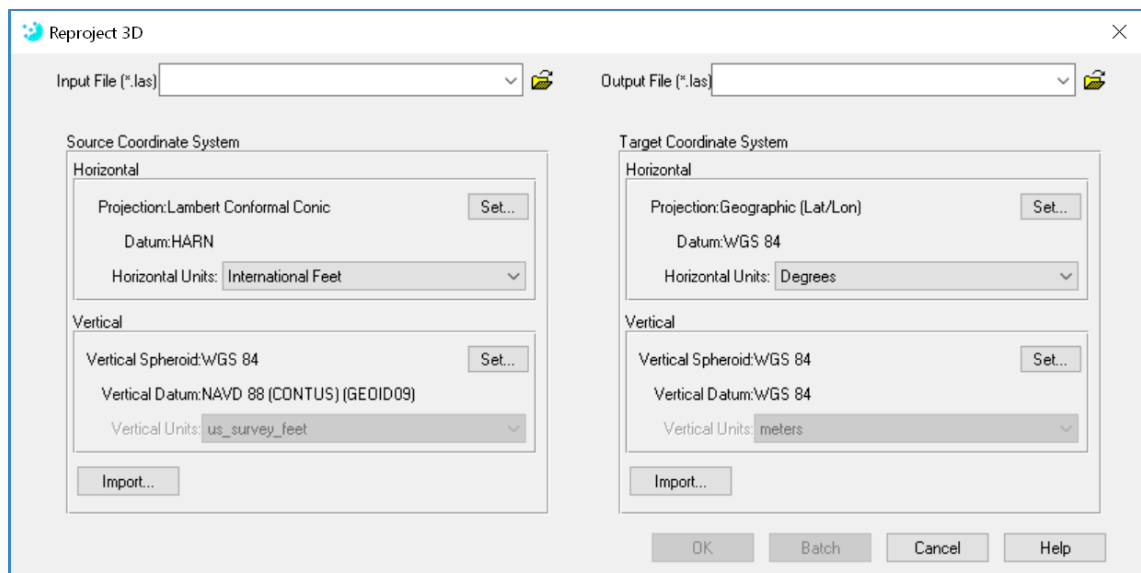 Reproject 3D
Input File (*.las)
Output File (*.las)
Source Coordinate System
Horizontal
Projection:Lambert Conformal Conic
Set...
Datum:HARN
Horizontal Units: International Feet
Vertical
Vertical Spheroid:WGS 84
Set...
Vertical Datum:NAVD 88 (CONTUS) (GEOID09)
Vertical Units: us_survey_feet
Import...
Target Coordinate System
Horizontal
Projection:Geographic (Lat/Lon)
Set...
Datum:WGS 84
Horizontal Units: Degrees
Vertical
Vertical Spheroid:WGS 84
Set...
Vertical Datum:WGS 84
Vertical Units: meters
Import...
OK
Batch
Cancel
Help